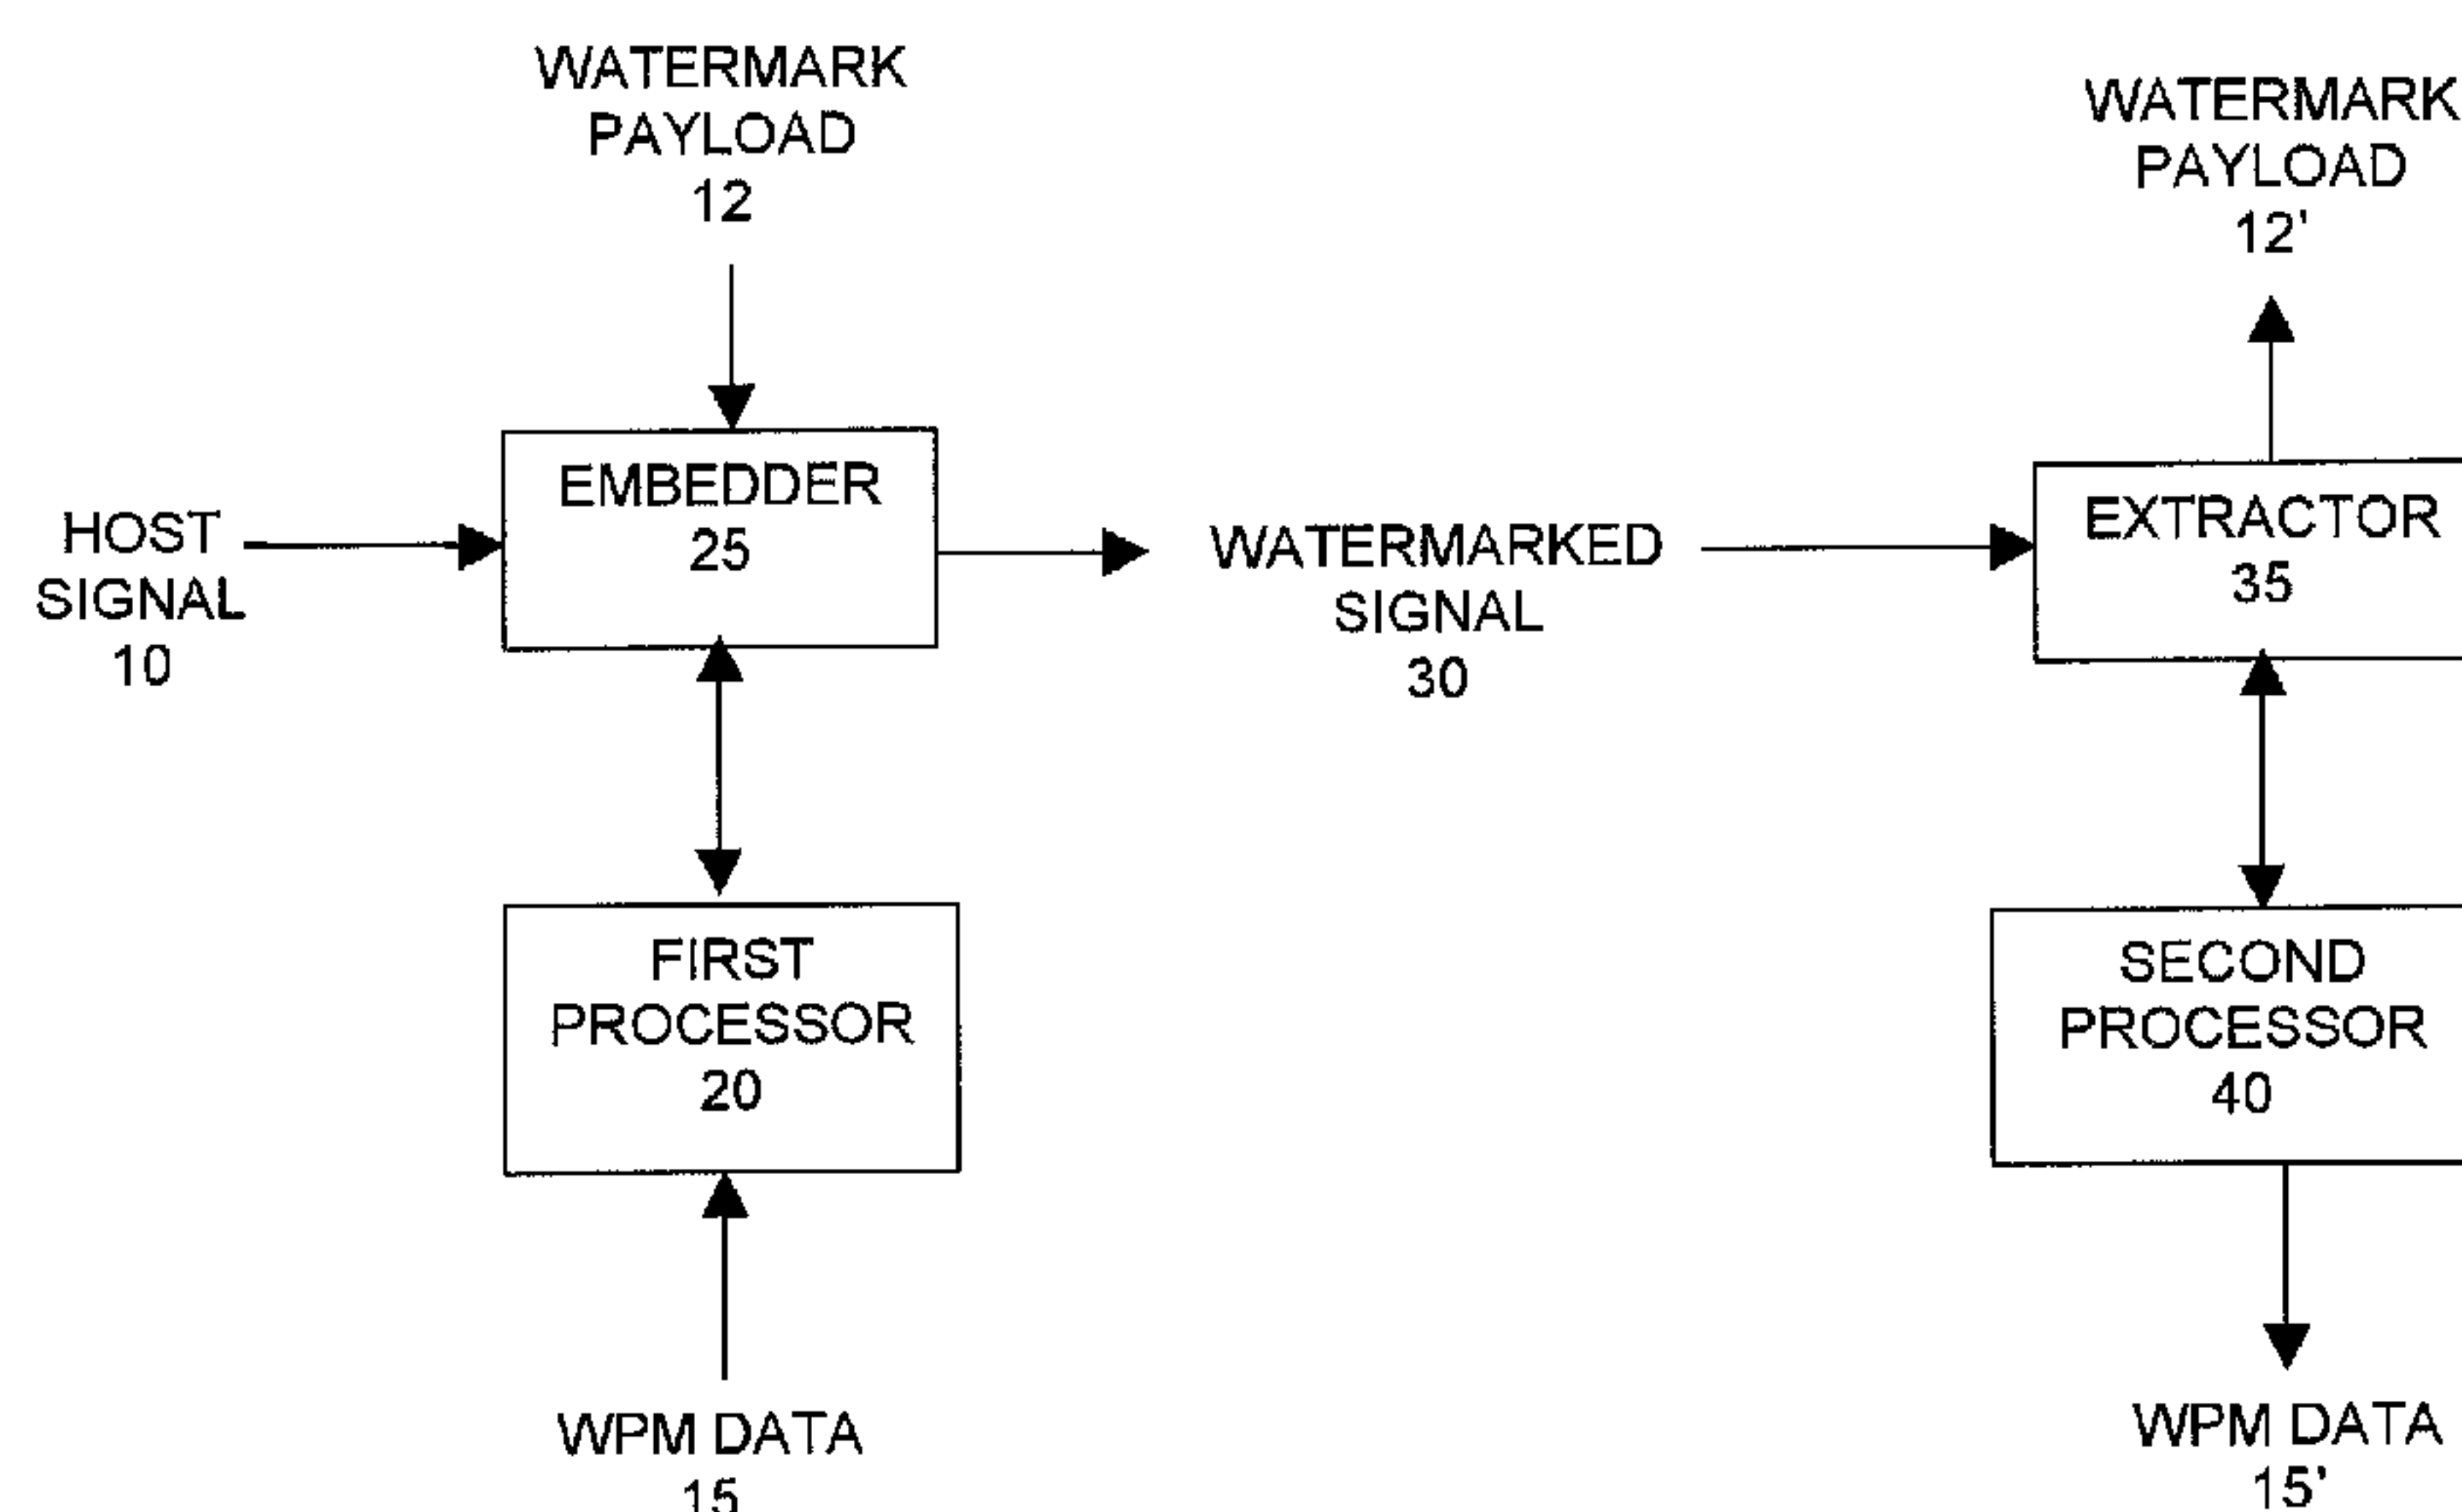 WATERMARK
PAYLOAD
12
WATERMARK
PAYLOAD
12'
HOST
SIGNAL
10
EMBEDDER
25
WATERMARKED
SIGNAL
30
EXTRACTOR
35
FIRST
PROCESSOR
20
SECOND
PROCESSOR
40
WPM DATA
15
WPM DATA
15'